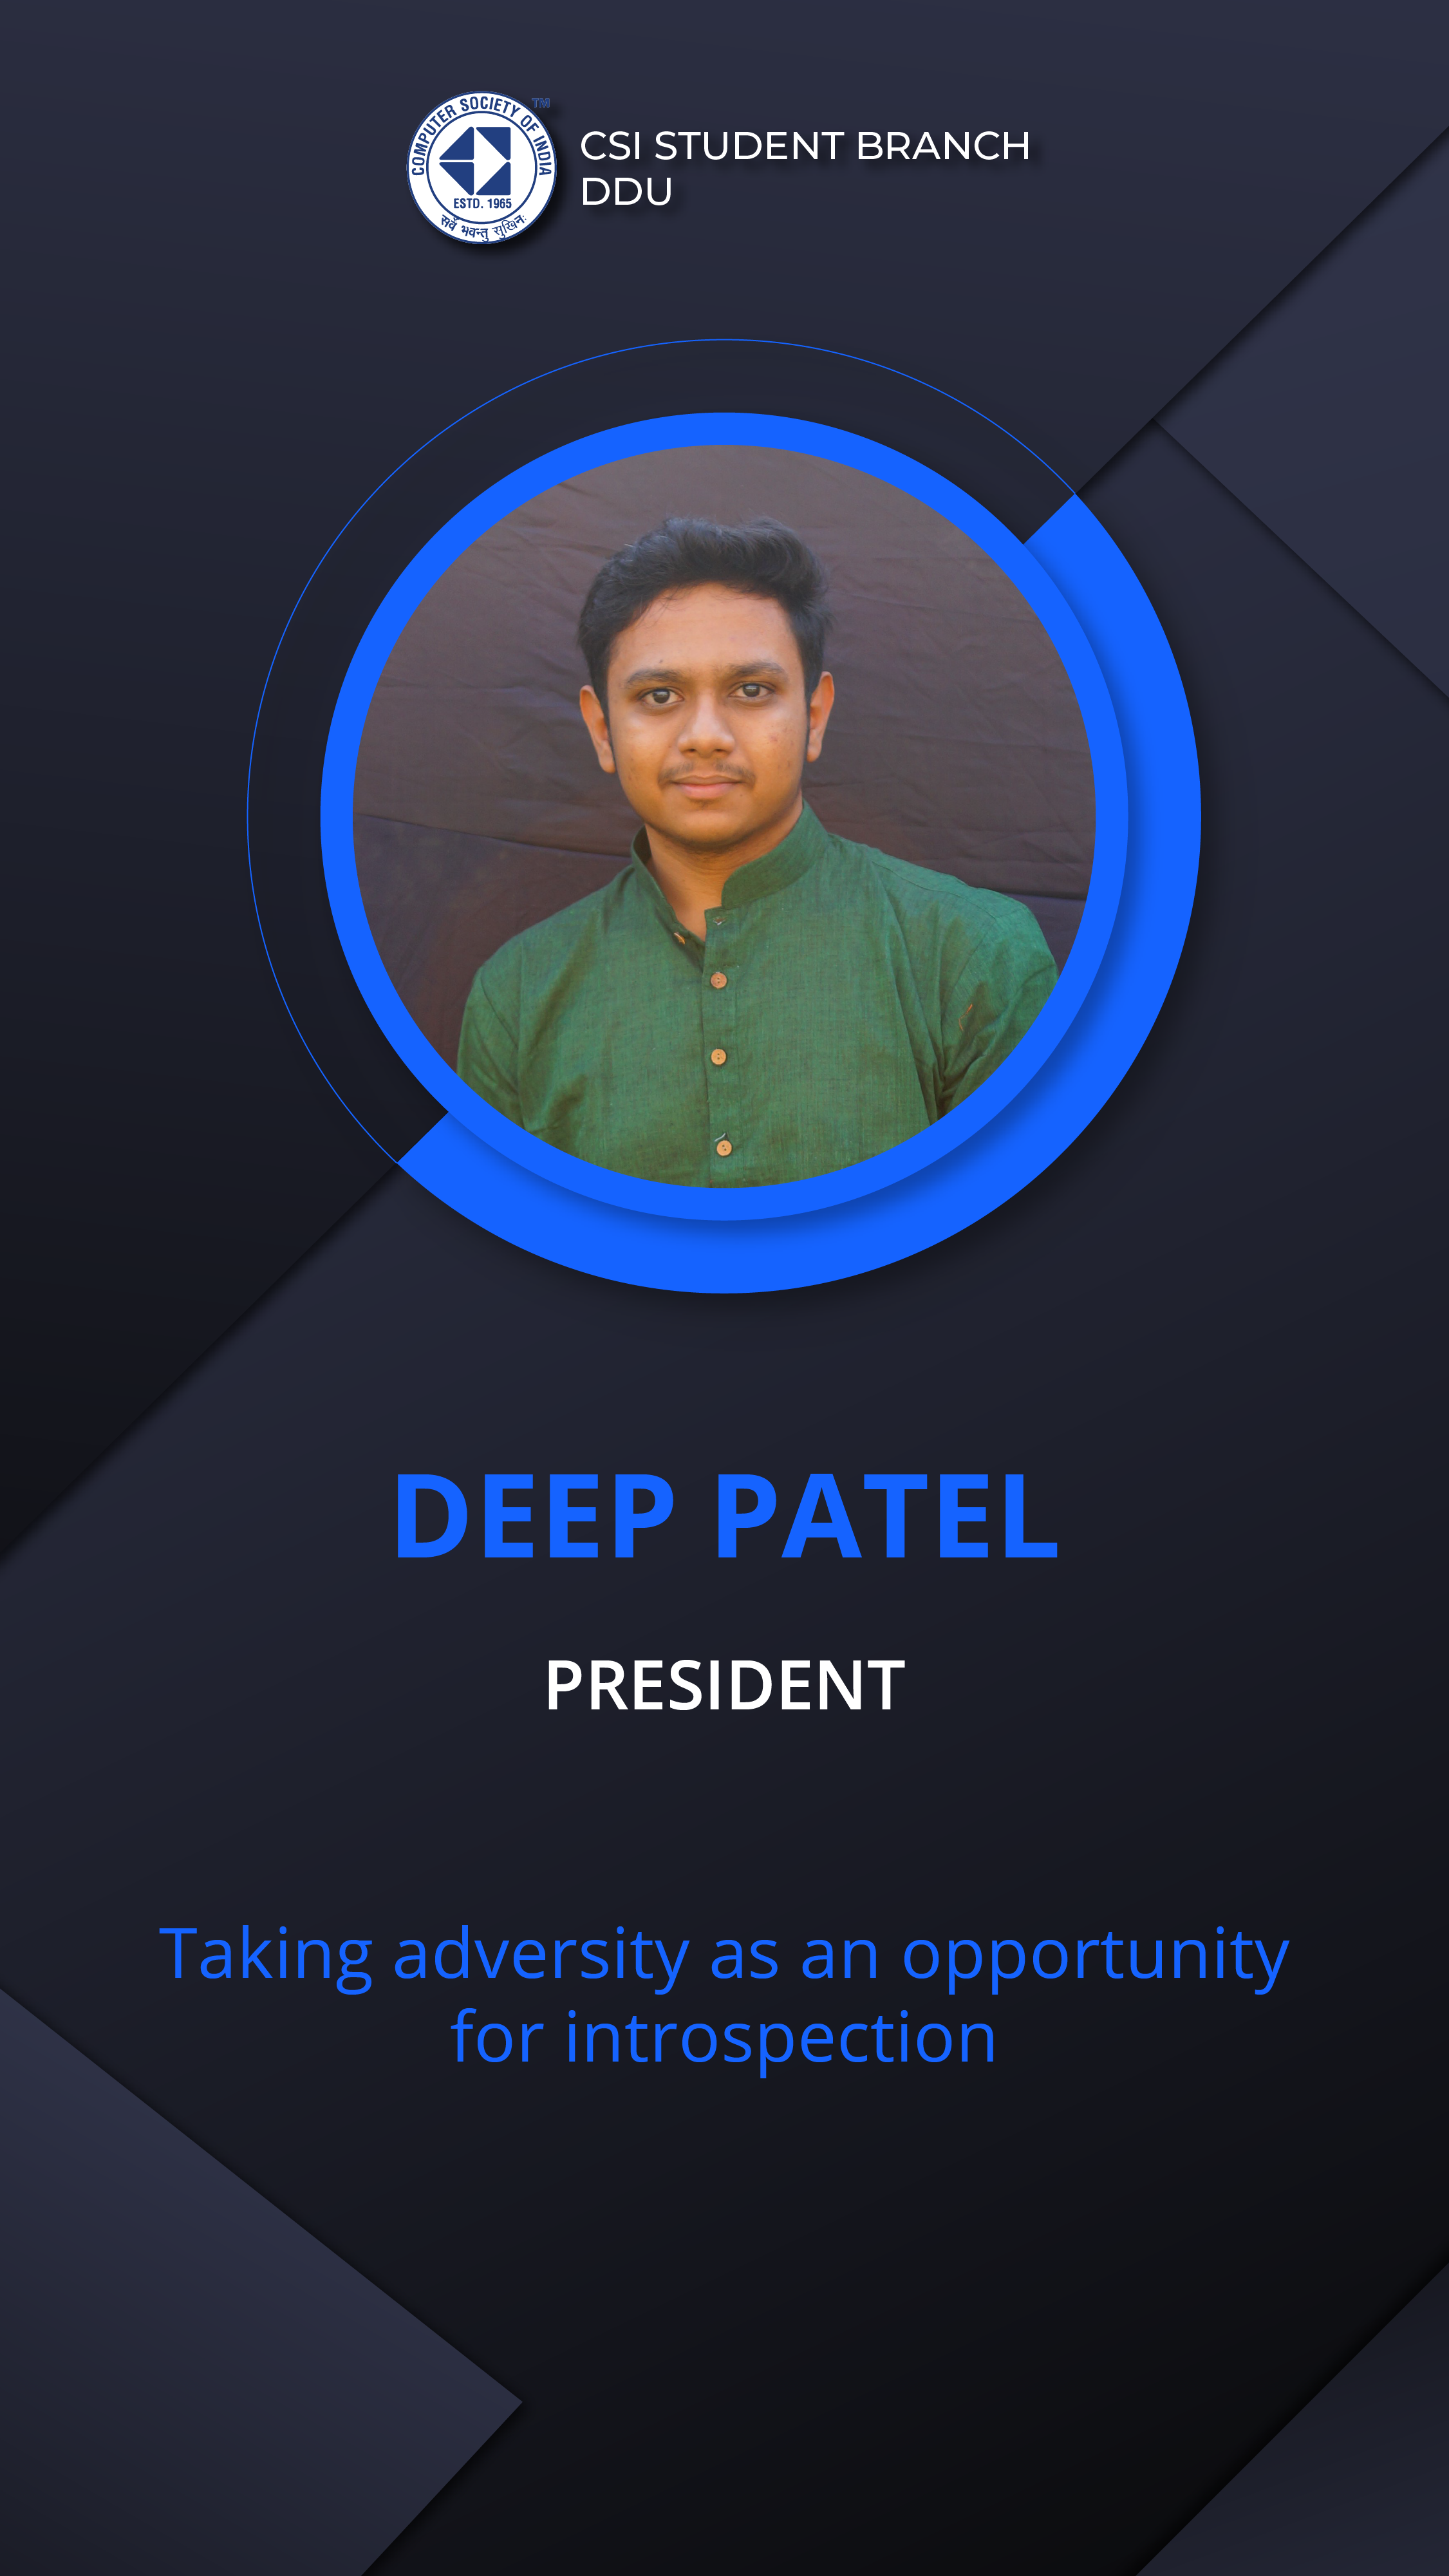 COMPUTER SOCIETY OF INDIA
TM
ESTD. 1965
सर्वे भवन्तु सुखिनः
CSI STUDENT BRANCH
DDU
DEEP PATEL
PRESIDENT
Taking adversity as an opportunity
for introspection